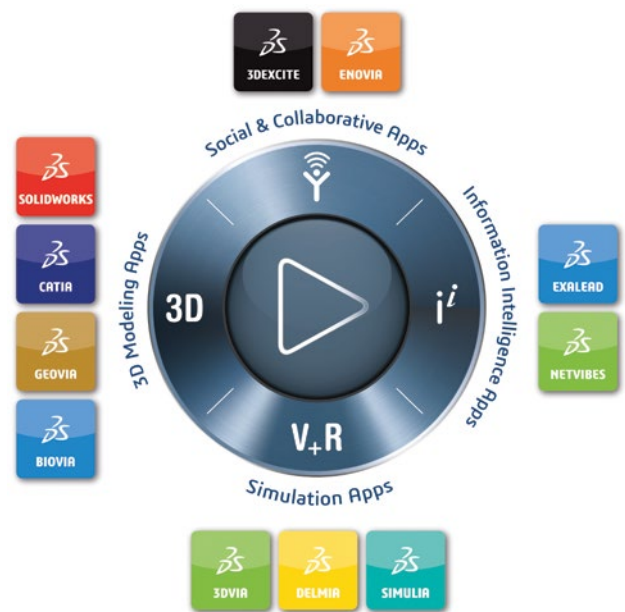 3DEXCITE
ENOVIA
Social & Collaborative Apps
SOLIDWORKS
CATIA
GEOVIA
BIOVIA
3D Modeling Apps
3D
i i
Information Intelligence Apps
EXALEAD
NETVIBES
V+R
Simulation Apps
3DVIA
DELMIA
SIMULIA